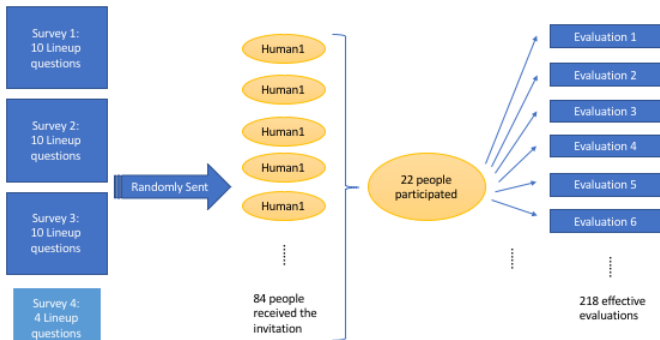 Survey 1:
10 Lineup
questions
Survey 2:
10 Lineup
questions
Survey 3:
10 Lineup
questions
Survey 4:
4 Lineup
questions
Randomly Sent
Human1
Human1
Human1
Human1
Human1
84 people
received the
invitation
22 people
participated
Evaluation 1
Evaluation 2
Evaluation 3
Evaluation 4
Evaluation 5
Evaluation 6
218 effective
evaluations